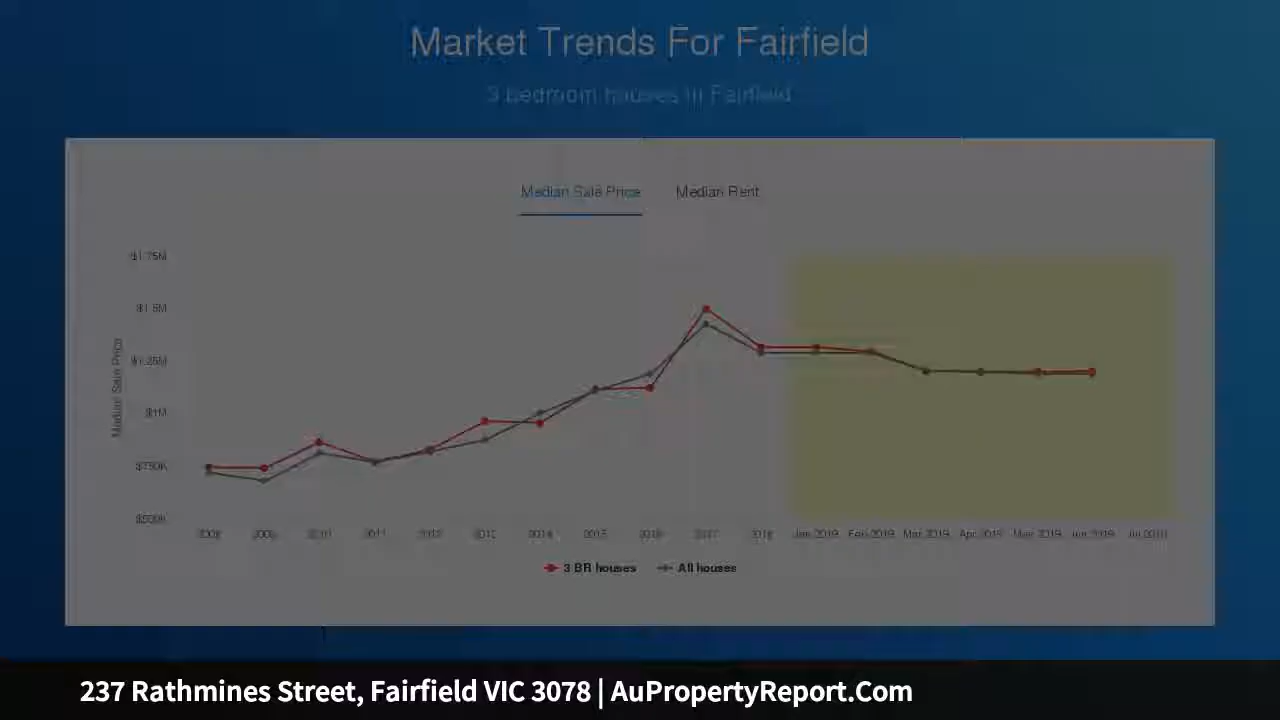 Market Trends For Fairfield
3 bedroom houses in Fairfield
Median Sale Price Median Rent
$1.75M
$1.5M
$1.25M
$1M
$750K
$500K
Median Sale Price
2008 2009 2010 2011 2012 2013 2014 2015 2016 2017 2018 Jan 2019 Feb 2019 Mar 2019 Apr 2019 May 2019 Jun 2019 Jul 2019
3 BR houses All houses
237 Rathmines Street, Fairfield VIC 3078 | AuPropertyReport.Com